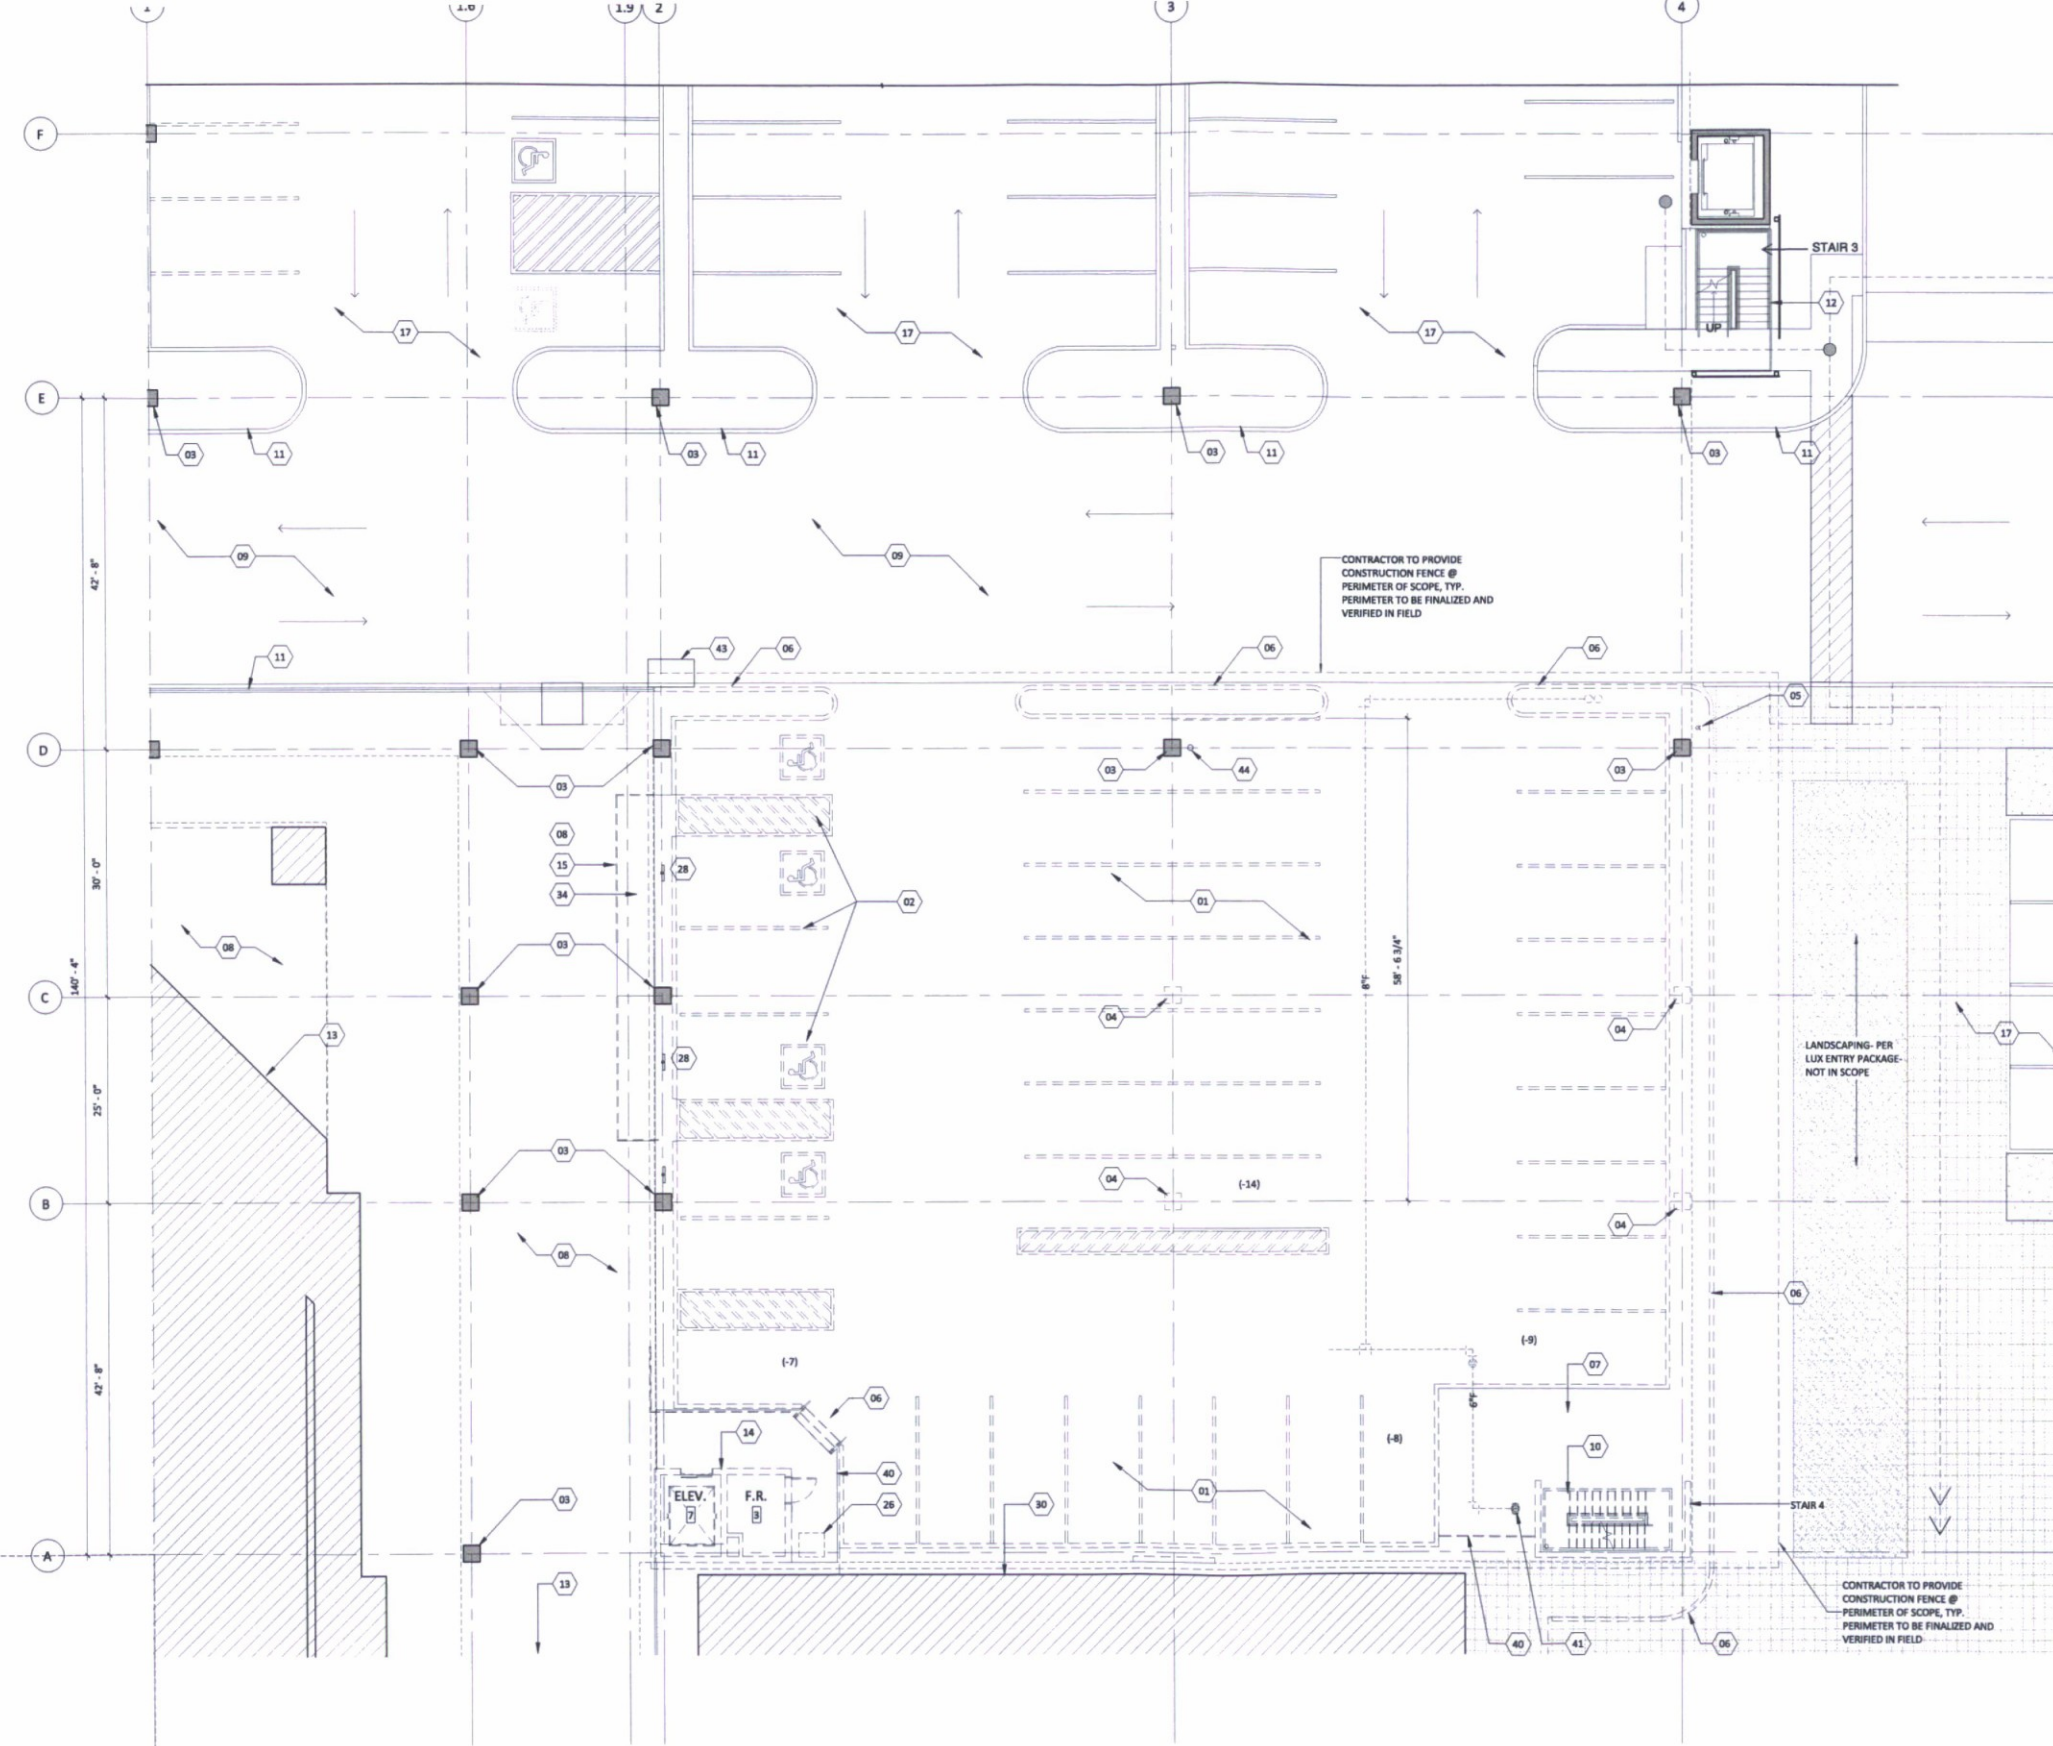 1
1.6
1.9
2
3
4
F
STAIR 3
12
17
17
17
UP
E
03
11
03
11
03
11
03
11
09
09
42' - 8"
CONTRACTOR TO PROVIDE
CONSTRUCTION FENCE @
PERIMETER OF SCOPE, TYP.
PERIMETER TO BE FINALIZED AND
VERIFIED IN FIELD
11
43
06
06
06
05
D
03
03
44
03
08
15
34
28
02
01
30' - 0"
08
03
58' - 6 3/4"
8"F
140' - 4"
C
04
04
17
13
28
LANDSCAPING- PER
LUX ENTRY PACKAGE-
NOT IN SCOPE
25' - 0"
03
04
(-14)
B
04
08
06
(-7)
(-9)
07
42' - 8"
06
6"F
14
(-8)
10
40
ELEV.
7
F.R.
3
26
01
30
03
STAIR 4
A
13
CONTRACTOR TO PROVIDE
CONSTRUCTION FENCE @
PERIMETER OF SCOPE, TYP.
PERIMETER TO BE FINALIZED AND
VERIFIED IN FIELD
40
41
06